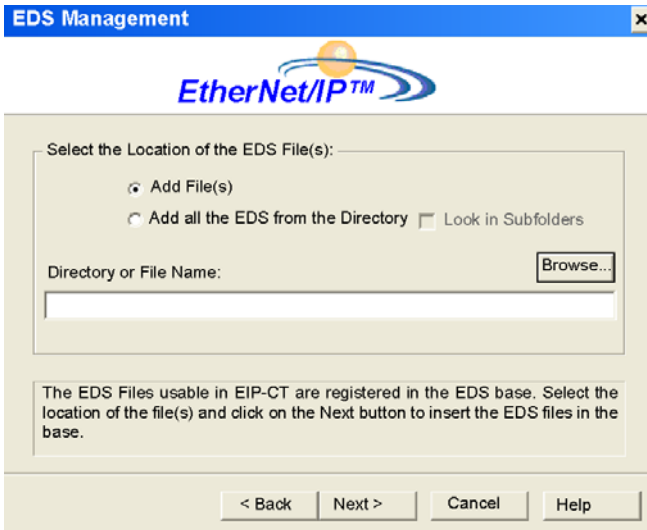 EDS Management
EtherNet/IP™
Select the Location of the EDS File(s):
Add File(s)
Add all the EDS from the Directory Look in Subfolders
Directory or File Name:
Browse...
The EDS Files usable in EIP-CT are registered in the EDS base. Select the
location of the file(s) and click on the Next button to insert the EDS files in the
base.
< Back Next > Cancel Help